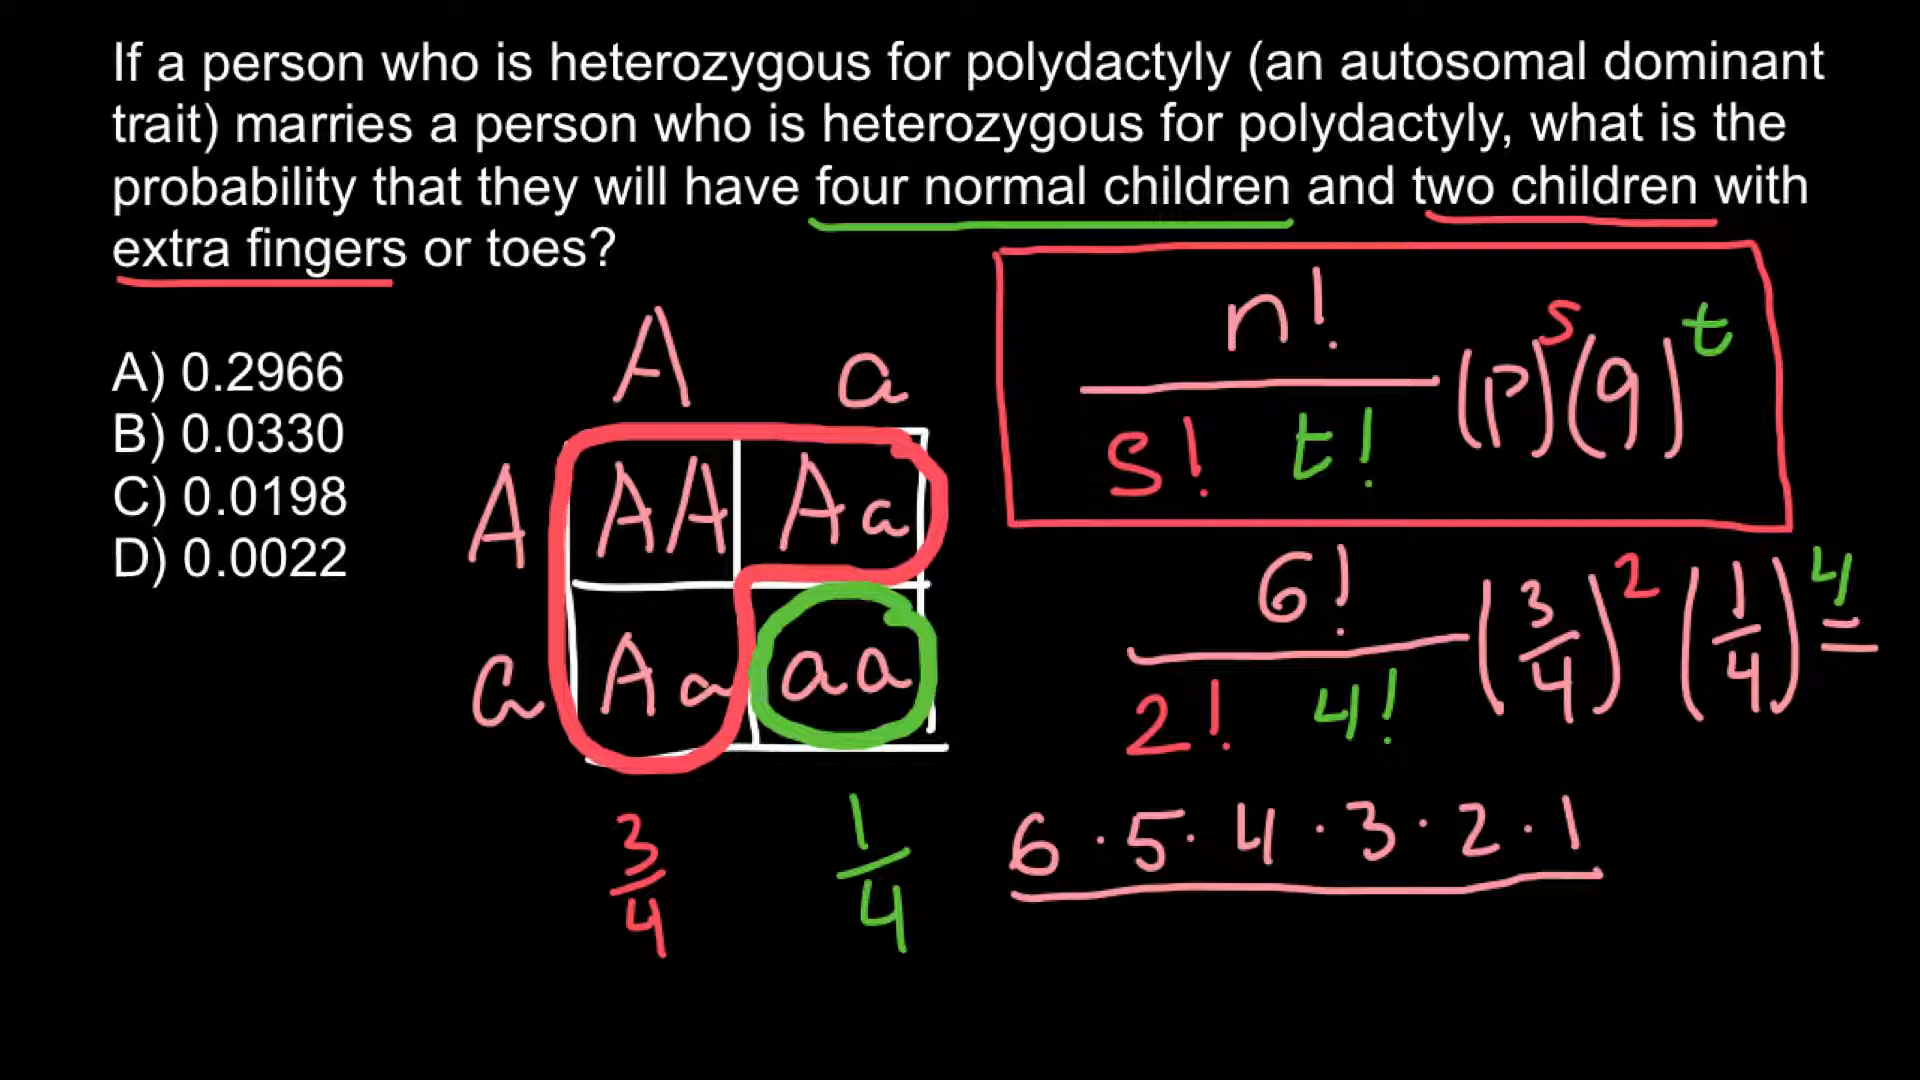 If a person who is heterozygous for polydactyly (an autosomal dominant
trait) marries a person who is heterozygous for polydactyly, what is the
probability that they will have four normal children and two children with
extra fingers or toes?
A) 0.2966
B) 0.0330
C) 0.0198
D) 0.0022
A a
A AA Aa
a Aa aa
3/4 1/4
n!
s! t! (p)^s (q)^t
6!
2! 4! (3/4)^2 (1/4)^4 =
6 · 5 · 4 · 3 · 2 · 1